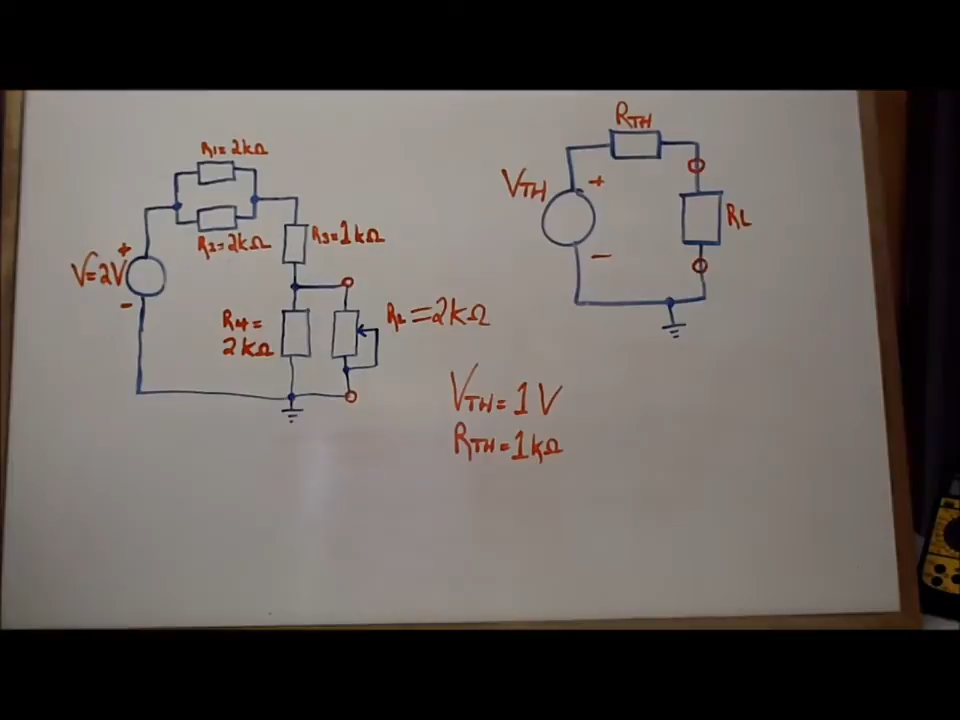 R1=2kΩ
R2=2kΩ
R3=1kΩ
V=2V
+
-
R4=
2kΩ
RL=2kΩ
RTH
VTH
+
-
RL
VTH=1V
RTH=1kΩ